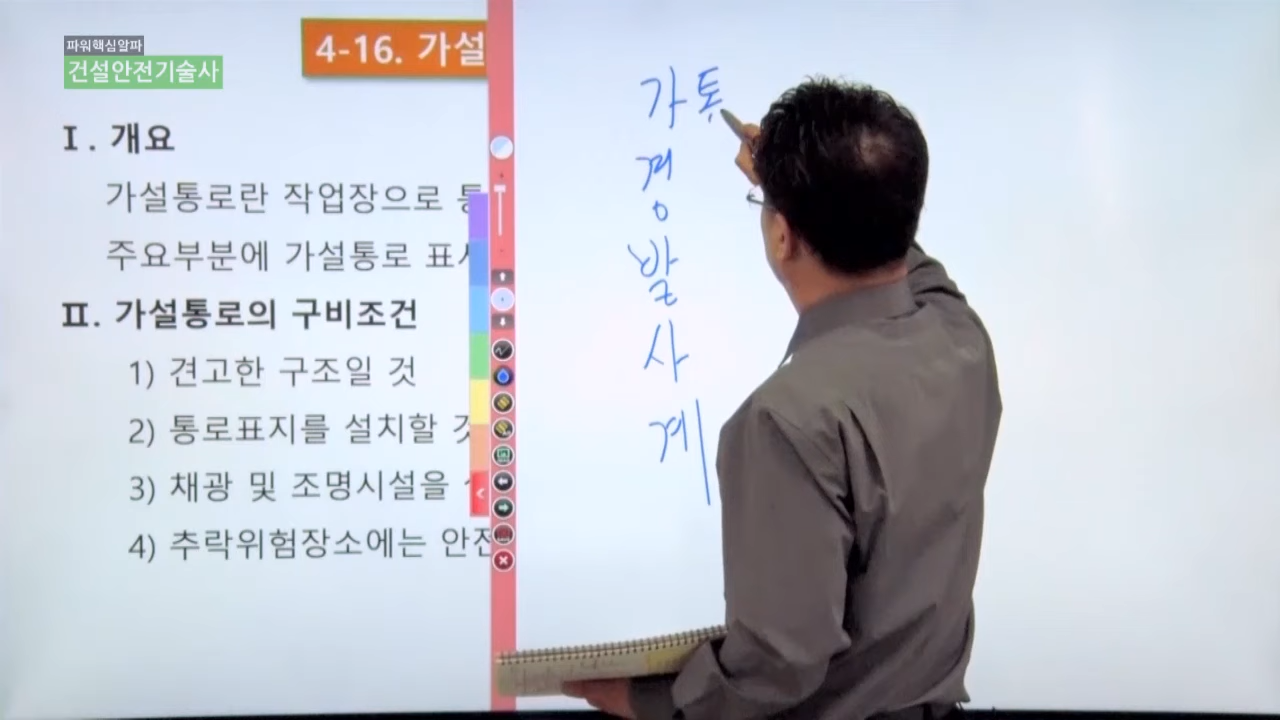 파워핵심알파
건설안전기술사
4-16. 가설
I. 개요
가설통로란 작업장으로
주요부분에 가설통로
II. 가설통로의 구비조건
1) 견고한 구조일 것
2) 통로표지를 설치할
3) 채광 및 조명시설을
4) 추락위험장소에는 안전
가 통
경
발
사
계